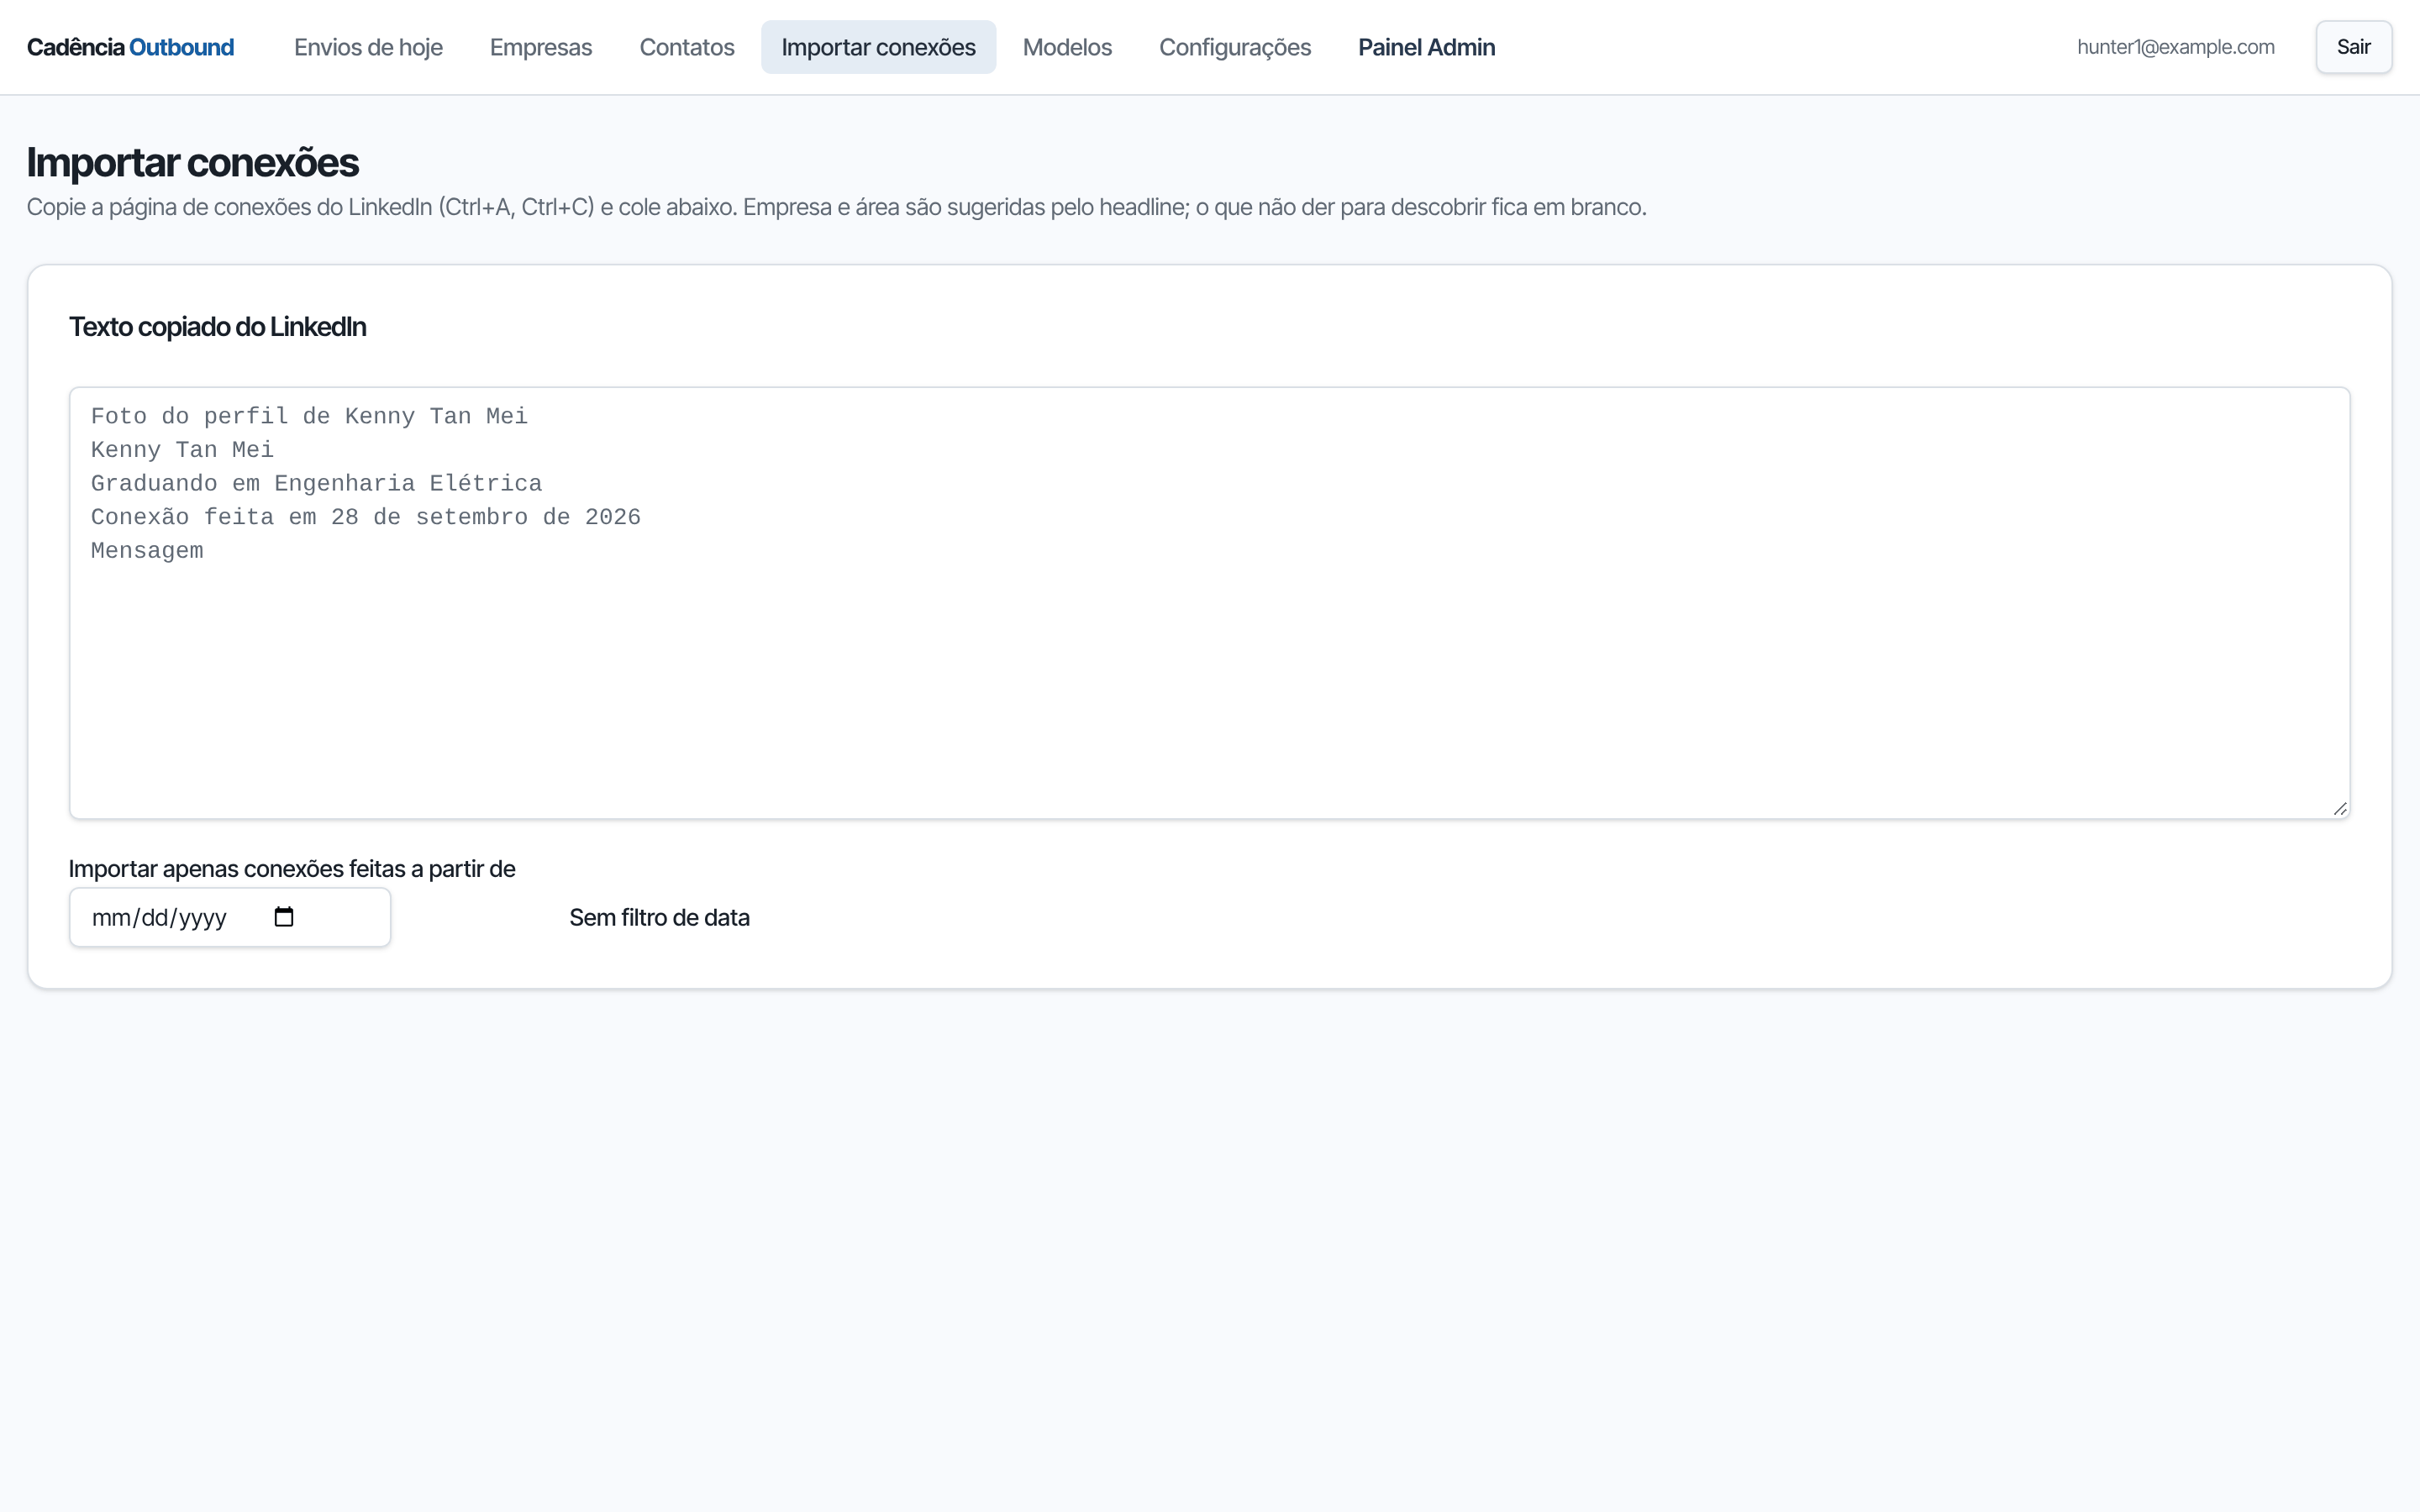 Cadência Outbound
Envios de hoje
Empresas
Contatos
Importar conexões
Modelos
Configurações
Painel Admin
hunter1@example.com
Sair
Importar conexões
Copie a página de conexões do LinkedIn (Ctrl+A, Ctrl+C) e cole abaixo. Empresa e área são sugeridas pelo headline; o que não der para descobrir fica em branco.
Texto copiado do LinkedIn
Foto do perfil de Kenny Tan Mei
Kenny Tan Mei
Graduando em Engenharia Elétrica
Conexão feita em 28 de setembro de 2026
Mensagem
Importar apenas conexões feitas a partir de
mm/dd/yyyy
Sem filtro de data